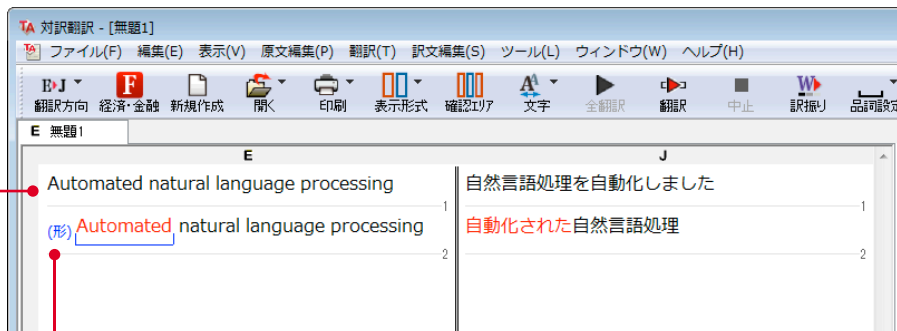 TA 対訳翻訳 - [無題1]
ファイル(F) 編集(E) 表示(V) 原文編集(P) 翻訳(T) 訳文編集(S) ツール(L) ウィンドウ(W) ヘルプ(H)
E▸J F W
翻訳方向 経済・金融 新規作成 開く 印刷 表示形式 確認エリア 文字 全翻訳 翻訳 中止 訳振り 品詞設定
E 無題1
E J
Automated natural language processing 自然言語処理を自動化しました
1 1
(形) Automated natural language processing 自動化された自然言語処理
2 2